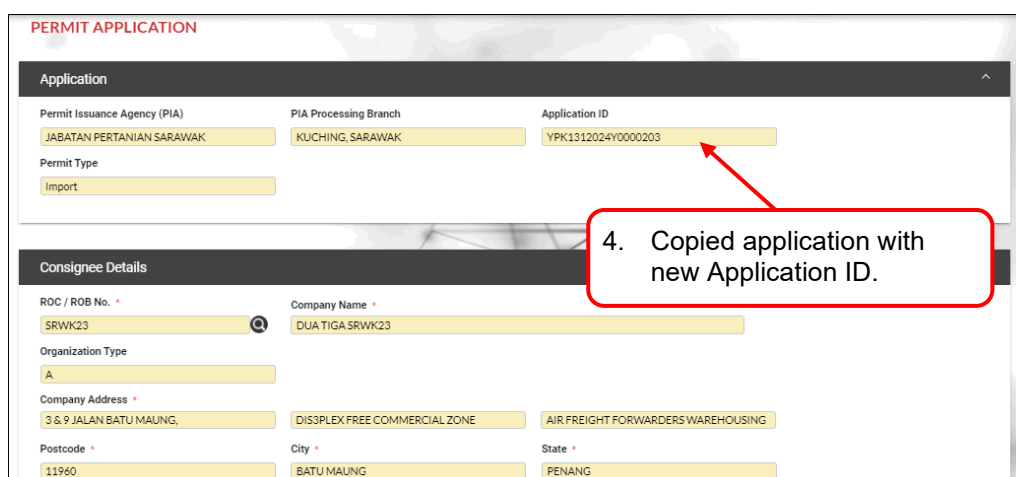 PERMIT APPLICATION
Application
Permit Issuance Agency (PIA)
PIA Processing Branch
Application ID
JABATAN PERTANIAN SARAWAK
KUCHING, SARAWAK
YPK1312024Y0000203
Permit Type
Import
4. Copied application with
new Application ID.
Consignee Details
ROC / ROB No. *
Company Name *
SRWK23
DUA TIGA SRWK23
Organization Type
A
Company Address *
3 & 9 JALAN BATU MAUNG,
DIS3PLEX FREE COMMERCIAL ZONE
AIR FREIGHT FORWARDERS WAREHOUSING
Postcode *
City *
State *
11960
BATU MAUNG
PENANG